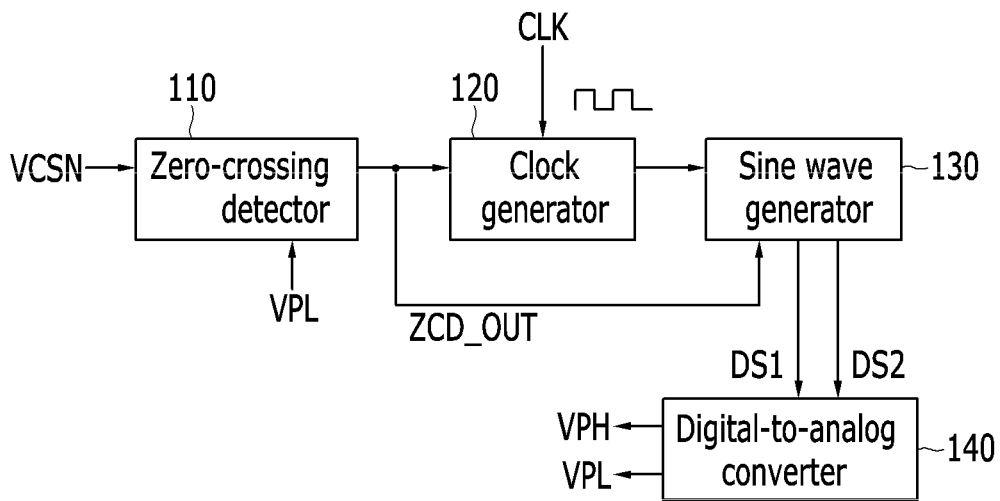 CLK
110
120
VCSN
Zero-crossing
detector
Clock
generator
Sine wave
generator
130
VPL
ZCD_OUT
DS1
DS2
VPH
VPL
Digital-to-analog
converter
140